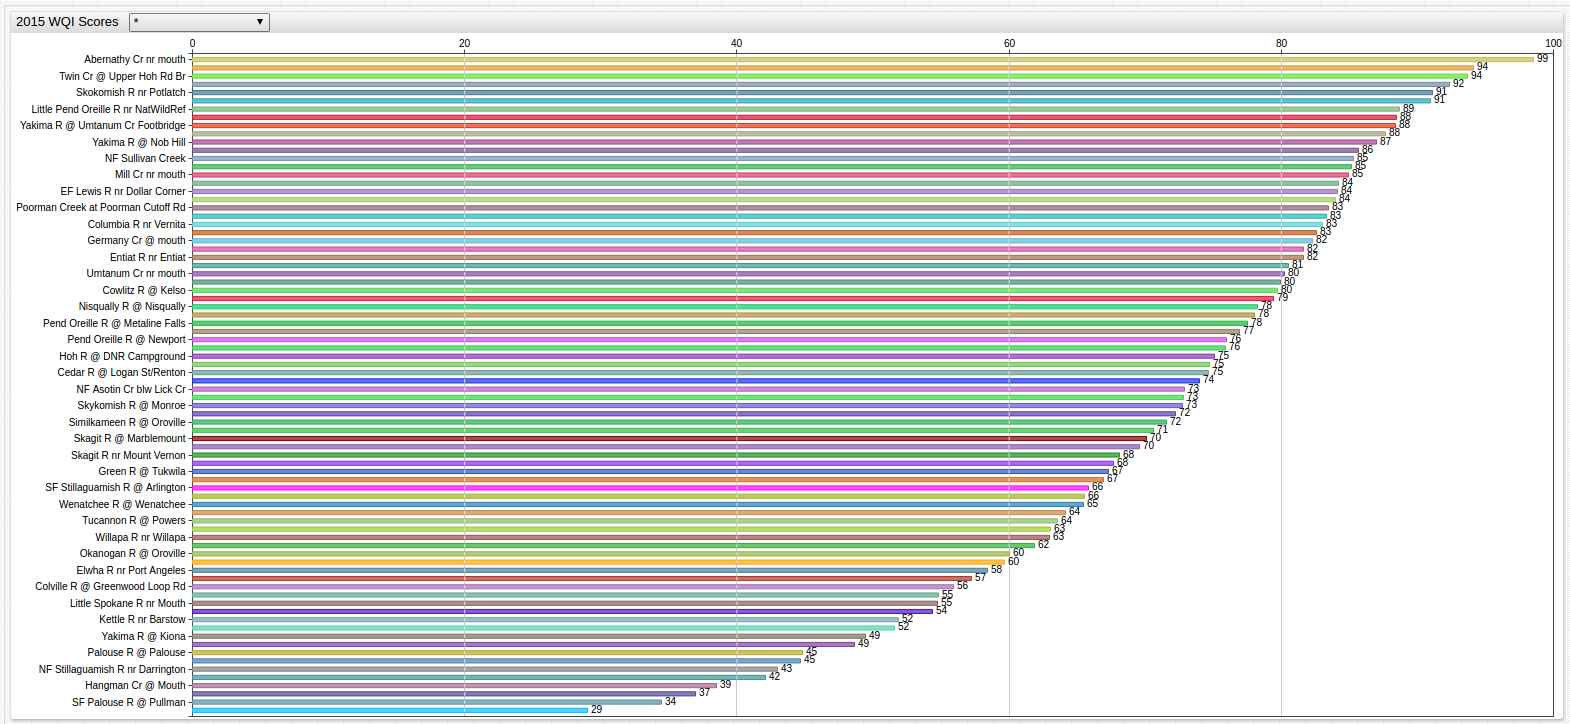 2015 WQI Scores *
0 20 40 60 80 100
Abernathy Cr nr mouth 99
94
Twin Cr @ Upper Hoh Rd Br 94
92
Skokomish R nr Potlatch 91
91
Little Pend Oreille R nr NatWildRef 89
88
Yakima R @ Umtanum Cr Footbridge 88
88
Yakima R @ Nob Hill 87
86
NF Sullivan Creek 85
85
Mill Cr nr mouth 85
84
EF Lewis R nr Dollar Corner 84
84
Poorman Creek at Poorman Cutoff Rd 83
83
Columbia R nr Vernita 83
83
Germany Cr @ mouth 82
82
Entiat R nr Entiat 82
81
Umtanum Cr nr mouth 80
80
Cowlitz R @ Kelso 80
79
Nisqually R @ Nisqually 78
78
Pend Oreille R @ Metaline Falls 78
77
Pend Oreille R @ Newport 76
76
Hoh R @ DNR Campground 75
75
Cedar R @ Logan St/Renton 75
74
NF Asotin Cr blw Lick Cr 73
73
Skykomish R @ Monroe 73
72
Similkameen R @ Oroville 72
71
Skagit R @ Marblemount 70
70
Skagit R nr Mount Vernon 68
68
Green R @ Tukwila 67
67
SF Stillaguamish R @ Arlington 66
66
Wenatchee R @ Wenatchee 65
64
Tucannon R @ Powers 64
63
Willapa R nr Willapa 63
62
Okanogan R @ Oroville 60
60
Elwha R nr Port Angeles 58
57
Colville R @ Greenwood Loop Rd 56
55
Little Spokane R nr Mouth 55
54
Kettle R nr Barstow 52
52
Yakima R @ Kiona 49
49
Palouse R @ Palouse 45
45
NF Stillaguamish R nr Darrington 43
42
Hangman Cr @ Mouth 39
37
SF Palouse R @ Pullman 34
29